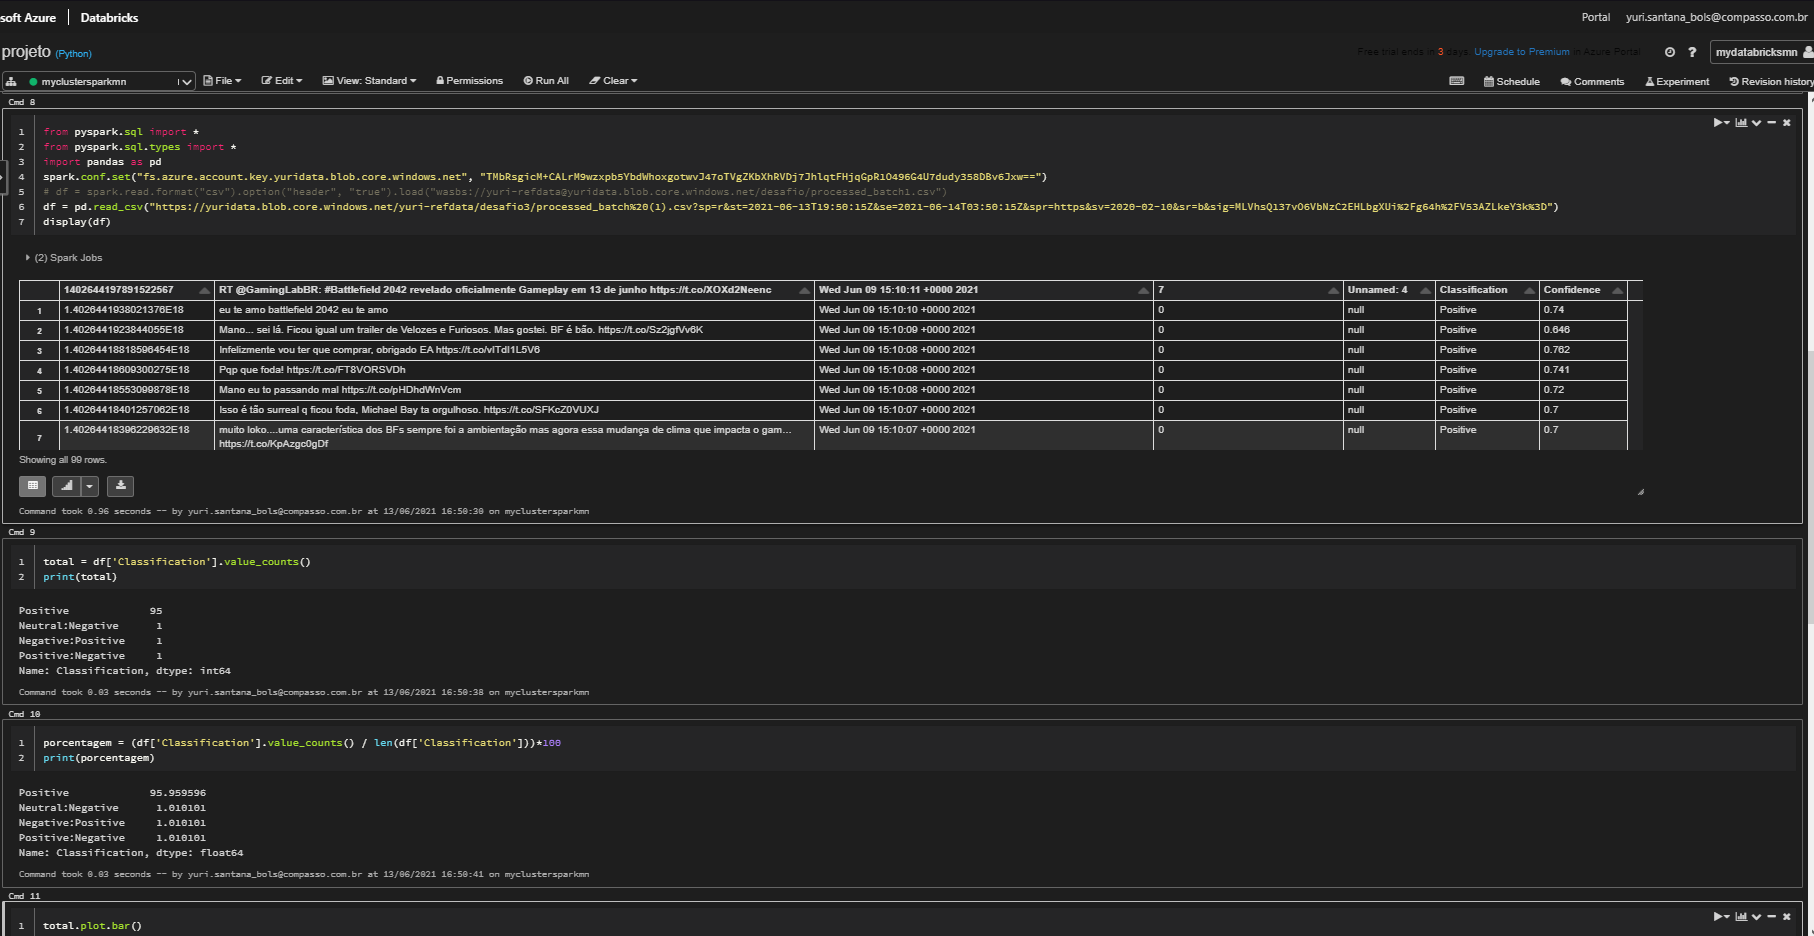 soft Azure | Databricks Portal yuri.santana_bols@compasso.com.br
projeto (Python) Free trial ends in 3 days. Upgrade to Premium in Azure Portal ? mydatabricksmn
myclustersparkmn File Edit View: Standard Permissions Run All Clear Schedule Comments Experiment Revision history
Cmd 8
1 from pyspark.sql import *
2 from pyspark.sql.types import *
3 import pandas as pd
4 spark.conf.set("fs.azure.account.key.yuridata.blob.core.windows.net",
5 # df = spark.read.format("csv").option("header", "true").load("wasbs://yuri-refdata@yuridata.blob.core.windows.net/desafio/processed_batch1.csv")
6 df = pd.read_csv("https://yuridata.blob.core.windows.net/yuri-refdata/desafio3/processed_batch%20(1).csv?sp=r&st=2021-06-13T19:50:15Z&se=2021-06-14T03:50:15Z&spr=https&sv=2020-02-10&sr=b&sig=
7 display(df)
(2) Spark Jobs
1402644197891522567 RT @GamingLabBR: #Battlefield 2042 revelado oficialmente Gameplay em 13 de junho https://t.co/XOXd2Neenc Wed Jun 09 15:10:11 +0000 2021 7 Unnamed: 4 Classification Confidence
1 1.4026441938021376E18 eu te amo battlefield 2042 eu te amo Wed Jun 09 15:10:10 +0000 2021 0 null Positive 0.74
2 1.4026441923844055E18 Mano... sei lá. Ficou igual um trailer de Velozes e Furiosos. Mas gostei. BF é bão. https://t.co/Sz2jgfVv6K Wed Jun 09 15:10:09 +0000 2021 0 null Positive 0.646
3 1.40264418818596454E18 Infelizmente vou ter que comprar, obrigado EA https://t.co/vITdI1L5V6 Wed Jun 09 15:10:08 +0000 2021 0 null Positive 0.762
4 1.40264418609300275E18 Pqp que foda! https://t.co/FT8VORSVDh Wed Jun 09 15:10:08 +0000 2021 0 null Positive 0.741
5 1.40264418553099878E18 Mano eu to passando mal https://t.co/pHDhdWnVcm Wed Jun 09 15:10:08 +0000 2021 0 null Positive 0.72
6 1.40264418401257062E18 Isso é tão surreal q ficou foda, Michael Bay ta orgulhoso. https://t.co/SFKcZ0VUXJ Wed Jun 09 15:10:07 +0000 2021 0 null Positive 0.7
7 1.40264418396229632E18 muito loko....uma característica dos BFs sempre foi a ambientação mas agora essa mudança de clima que impacta o gam… Wed Jun 09 15:10:07 +0000 2021 0 null Positive 0.7
https://t.co/KpAzgc0gDf
Showing all 99 rows.
Command took 0.96 seconds -- by yuri.santana_bols@compasso.com.br at 13/06/2021 16:50:30 on myclustersparkmn
Cmd 9
1 total = df['Classification'].value_counts()
2 print(total)
Positive 95
Neutral:Negative 1
Negative:Positive 1
Positive:Negative 1
Name: Classification, dtype: int64
Command took 0.03 seconds -- by yuri.santana_bols@compasso.com.br at 13/06/2021 16:50:38 on myclustersparkmn
Cmd 10
1 porcentagem = (df['Classification'].value_counts() / len(df['Classification']))*100
2 print(porcentagem)
Positive 95.959596
Neutral:Negative 1.010101
Negative:Positive 1.010101
Positive:Negative 1.010101
Name: Classification, dtype: float64
Command took 0.03 seconds -- by yuri.santana_bols@compasso.com.br at 13/06/2021 16:50:41 on myclustersparkmn
Cmd 11
1 total.plot.bar()